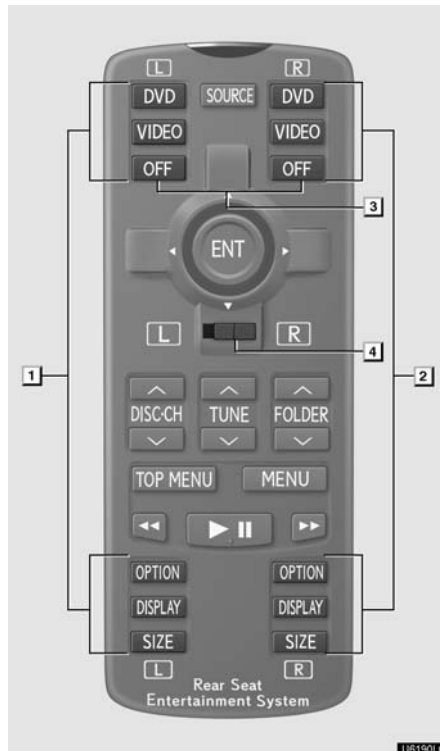 L R
DVD SOURCE DVD
VIDEO VIDEO
OFF OFF
3
ENT
L R
4
1 2
DISC·CH TUNE FOLDER
TOP MENU MENU
OPTION OPTION
DISPLAY DISPLAY
SIZE SIZE
L R
Rear Seat
Entertainment System